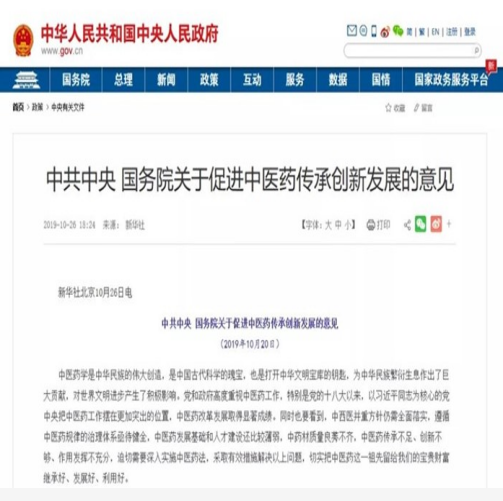 中华人民共和国中央人民政府
www.gov.cn
简 | 繁 | EN | 注册 | 登录
国务院 总理 新闻 政策 互动 服务 数据 国情 国家政务服务平台
首页 > 政策 > 中央有关文件
收藏 留言
中共中央 国务院关于促进中医药传承创新发展的意见
2019-10-26 18:24 来源： 新华社
【字体：大 中 小】 打印
新华社北京10月26日电
中共中央 国务院关于促进中医药传承创新发展的意见
（2019年10月20日）
中医药学是中华民族的伟大创造，是中国古代科学的瑰宝，也是打开中华文明宝库的钥匙，为中华民族繁衍生息作出了巨
大贡献，对世界文明进步产生了积极影响。党和政府高度重视中医药工作，特别是党的十八大以来，以习近平同志为核心的党
中央把中医药工作摆在更加突出的位置，中医药改革发展取得显著成绩。同时也要看到，中西医并重方针仍需全面落实，遵循
中医药规律的治理体系亟待健全，中医药发展基础和人才建设还比较薄弱，中药材质量良莠不齐，中医药传承不足、创新不
够、作用发挥不充分，迫切需要深入实施中医药法，采取有效措施解决以上问题，切实把中医药这一祖先留给我们的宝贵财富
继承好、发展好、利用好。